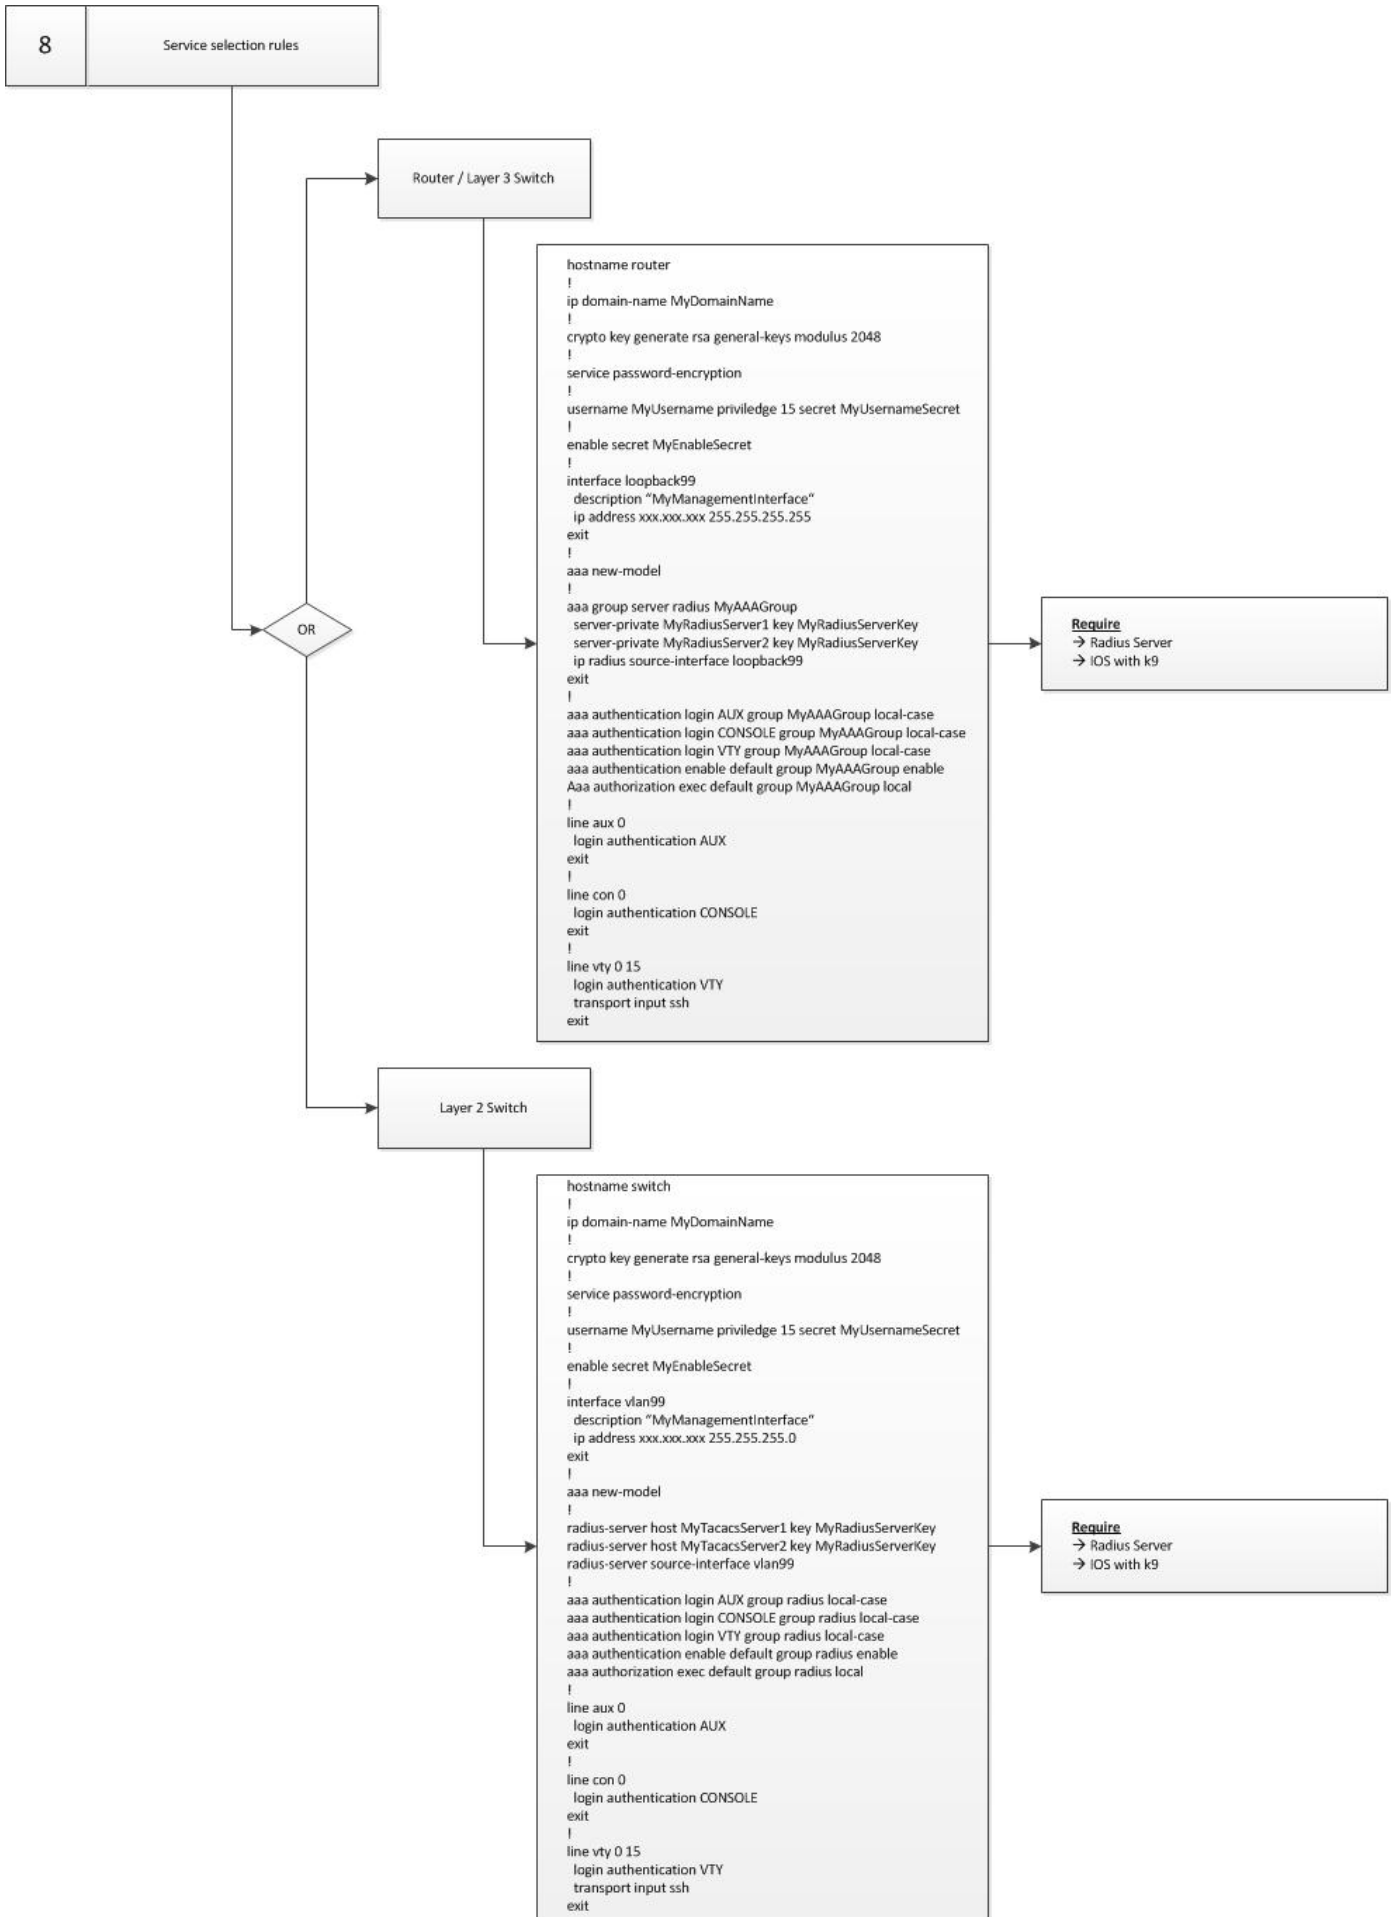 8
Service selection rules
Router / Layer 3 Switch
hostname router
!
ip domain-name MyDomainName
!
crypto key generate rsa general-keys modulus 2048
!
service password-encryption
!
username MyUsername priviledge 15 secret MyUsernameSecret
!
enable secret MyEnableSecret
!
interface loopback99
description “MyManagementInterface“
ip address xxx.xxx.xxx 255.255.255.255
exit
!
aaa new-model
!
aaa group server radius MyAAAGroup
server-private MyRadiusServer1 key MyRadiusServerKey
server-private MyRadiusServer2 key MyRadiusServerKey
ip radius source-interface loopback99
exit
!
aaa authentication login AUX group MyAAAGroup local-case
aaa authentication login CONSOLE group MyAAAGroup local-case
aaa authentication login VTY group MyAAAGroup local-case
aaa authentication enable default group MyAAAGroup enable
Aaa authorization exec default group MyAAAGroup local
!
line aux 0
login authentication AUX
exit
!
line con 0
login authentication CONSOLE
exit
!
line vty 0 15
login authentication VTY
transport input ssh
exit
OR
Require
→ Radius Server
→ IOS with k9
Layer 2 Switch
hostname switch
!
ip domain-name MyDomainName
!
crypto key generate rsa general-keys modulus 2048
!
service password-encryption
!
username MyUsername priviledge 15 secret MyUsernameSecret
!
enable secret MyEnableSecret
!
interface vlan99
description “MyManagementInterface“
ip address xxx.xxx.xxx 255.255.255.0
exit
!
aaa new-model
!
radius-server host MyTacacsServer1 key MyRadiusServerKey
radius-server host MyTacacsServer2 key MyRadiusServerKey
radius-server source-interface vlan99
!
aaa authentication login AUX group radius local-case
aaa authentication login CONSOLE group radius local-case
aaa authentication login VTY group radius local-case
aaa authentication enable default group radius enable
aaa authorization exec default group radius local
!
line aux 0
login authentication AUX
exit
!
line con 0
login authentication CONSOLE
exit
!
line vty 0 15
login authentication VTY
transport input ssh
exit
Require
→ Radius Server
→ IOS with k9